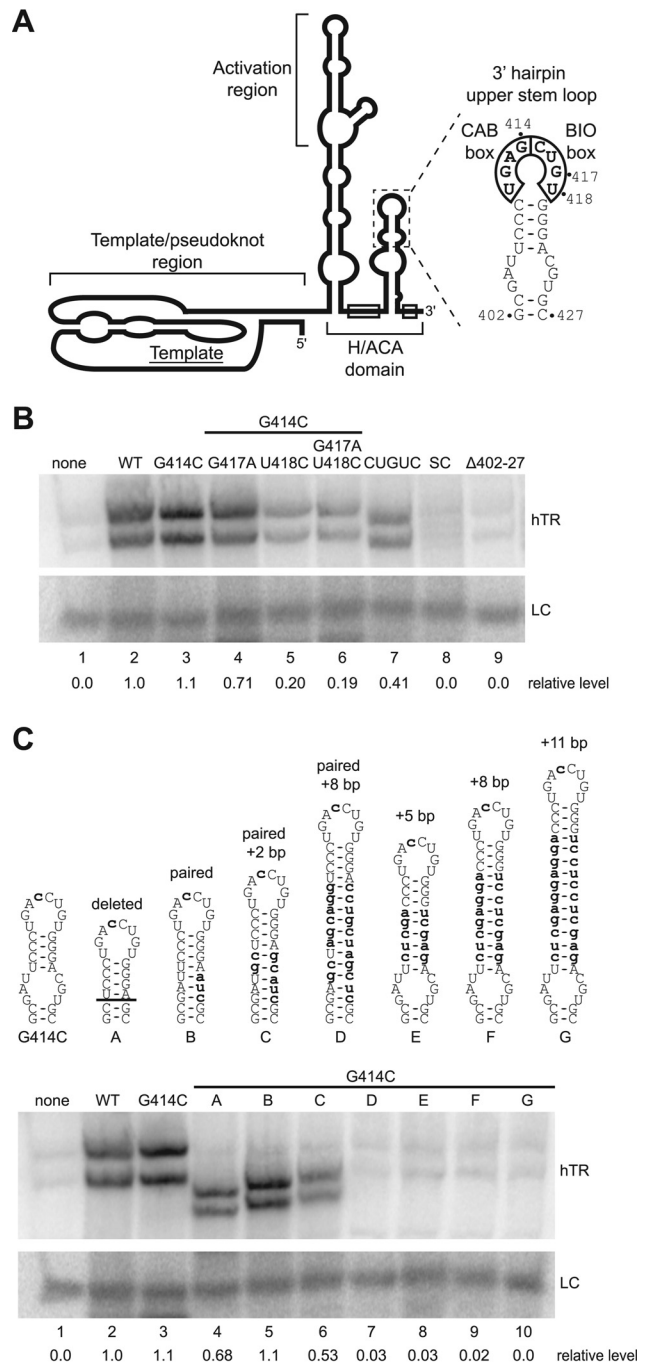 A
Activation
region
3' hairpin
upper stem loop
CAB
box
414
BIO
box
U G A G C U G U
417
418
C - G
C - G
C - G
U - A
402 G - C 427
Template/pseudoknot
region
Template
5'
3'
H/ACA
domain
B
G414C
G417A
none WT G414C G417A U418C U418C CUGUC SC Δ402-27
hTR
LC
1 2 3 4 5 6 7 8 9
0.0 1.0 1.1 0.71 0.20 0.19 0.41 0.0 0.0 relative level
C
+11 bp
paired
+8 bp
+8 bp
+5 bp
paired
+2 bp
paired
deleted
G414C A B C D E F G
G414C
none WT G414C A B C D E F G
hTR
LC
1 2 3 4 5 6 7 8 9 10
0.0 1.0 1.1 0.68 1.1 0.53 0.03 0.03 0.02 0.0 relative level